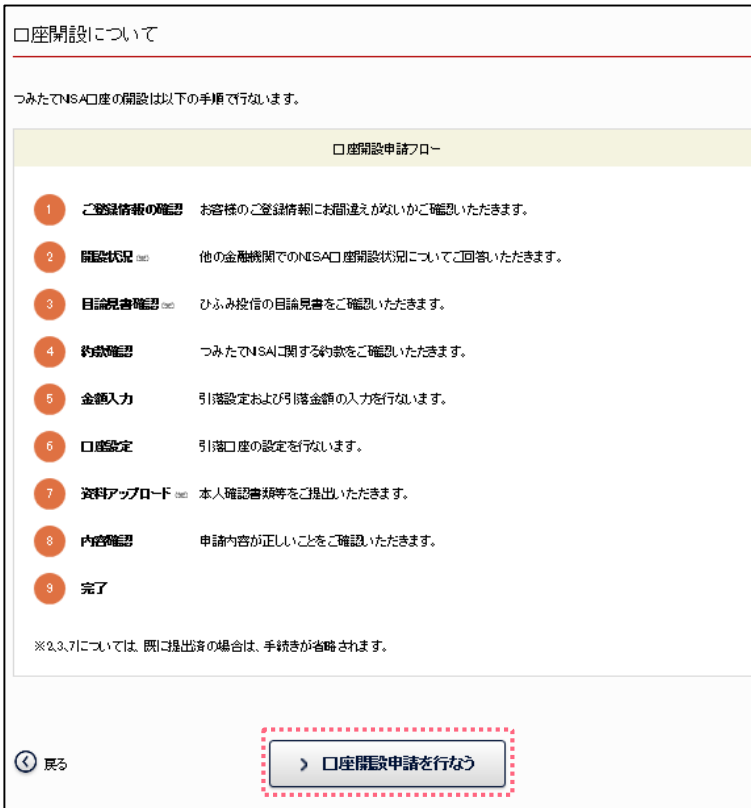 口座開設について
つみたてNISA口座の開設は以下の手順で行ないます。
口座開設申請フロー
1 ご登録情報の確認 お客様のご登録情報にお間違えがないかご確認いただきます。
2 開設状況 ※ 他の金融機関でのNISA口座開設状況についてご回答いただきます。
3 目論見書確認 ※ ひふみ投信の目論見書をご確認いただきます。
4 約款確認 つみたてNISAに関する約款をご確認いただきます。
5 金額入力 引落設定および引落金額の入力を行ないます。
6 口座設定 引落口座の設定を行ないます。
7 資料アップロード ※ 本人確認書類等をご提出いただきます。
8 内容確認 申請内容が正しいことをご確認いただきます。
9 完了
※2,3,7については、既に提出済の場合は、手続きが省略されます。
戻る
口座開設申請を行なう